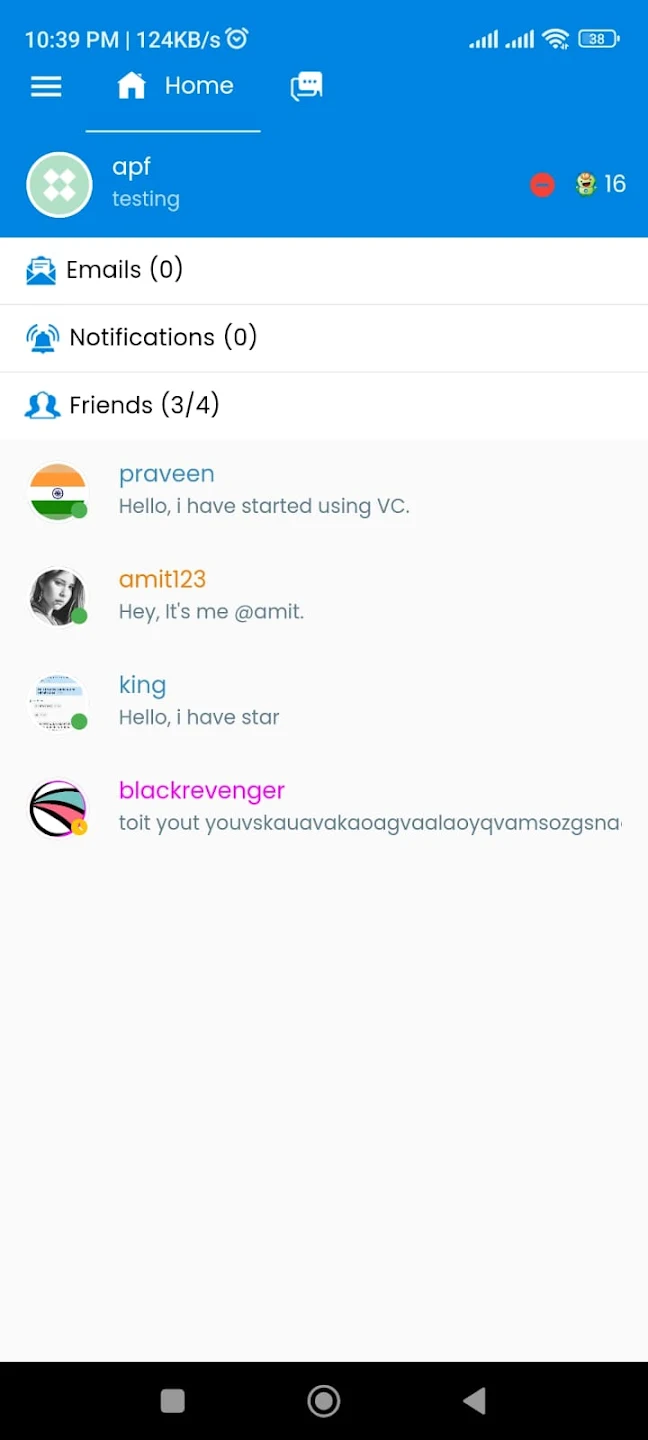 10:39 PM | 124KB/s
38
Home
apf
testing
16
Emails (0)
Notifications (0)
Friends (3/4)
praveen
Hello, i have started using VC.
amit123
Hey, It's me @amit.
king
Hello, i have star
blackrevenger
toit yout youvskauavakaoagvaalaoyqvamsozgsna